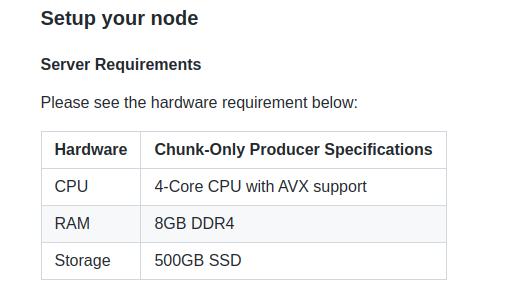 Setup your node
Server Requirements
Please see the hardware requirement below:
Hardware Chunk-Only Producer Specifications
CPU 4-Core CPU with AVX support
RAM 8GB DDR4
Storage 500GB SSD